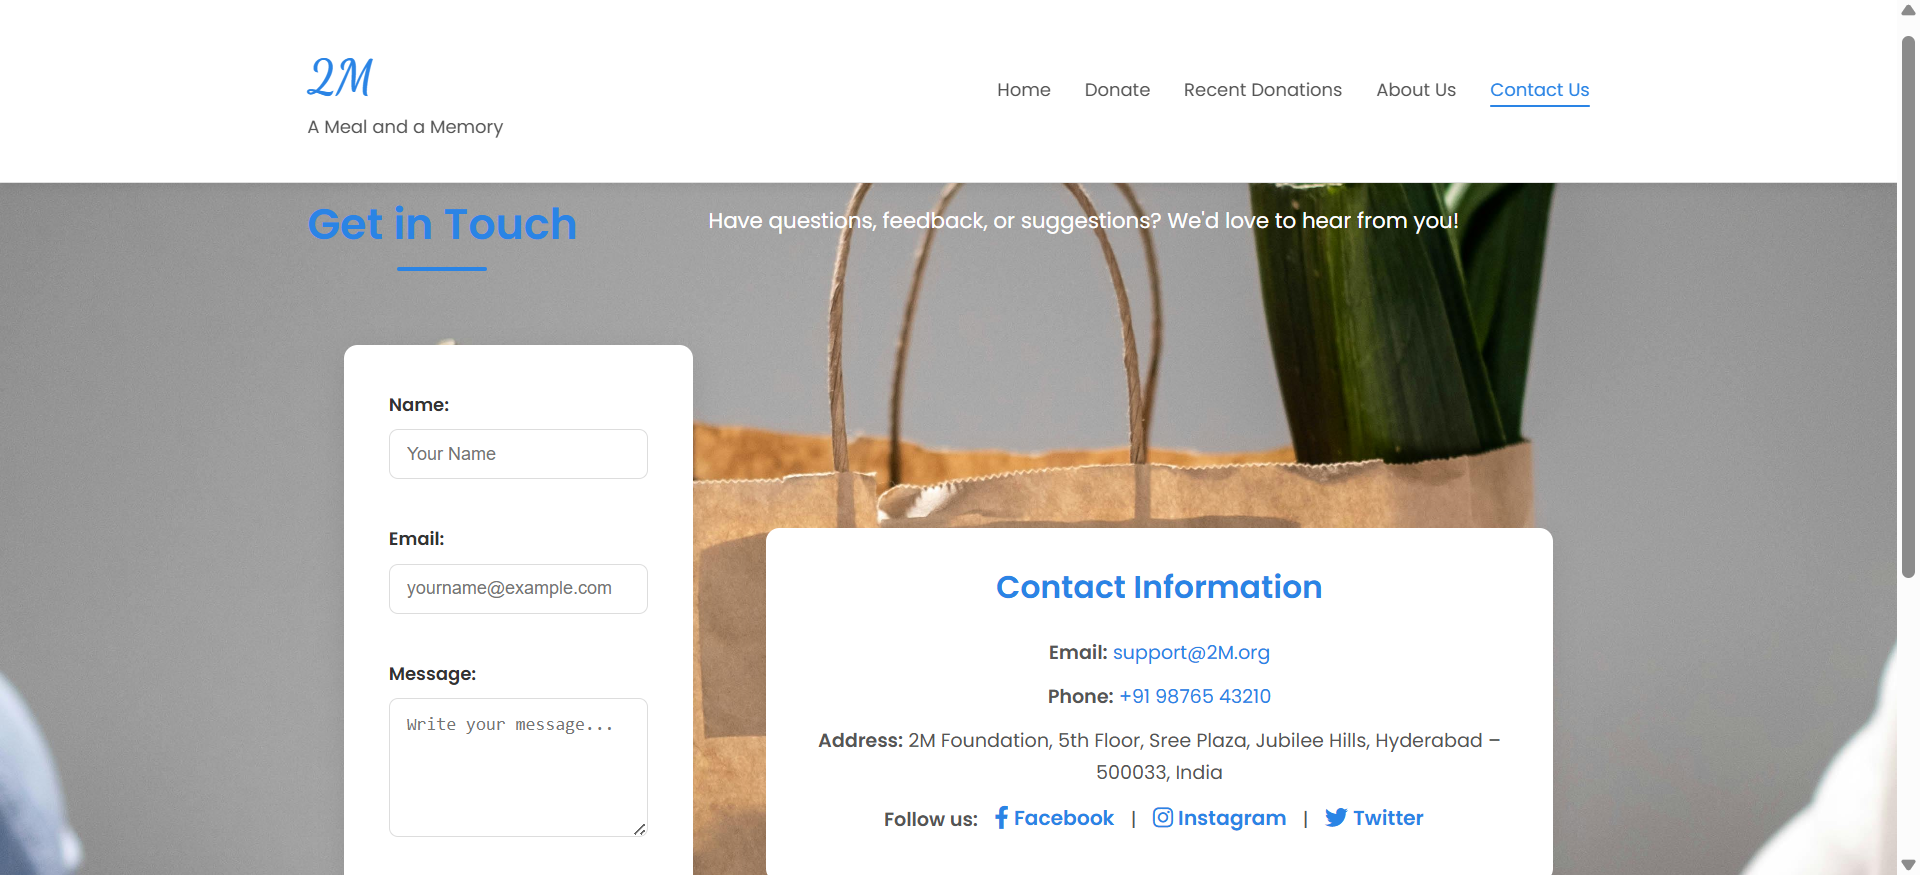 2M
A Meal and a Memory
Home
Donate
Recent Donations
About Us
Contact Us
Get in Touch
Have questions, feedback, or suggestions? We'd love to hear from you!
Name:
Your Name
Email:
yourname@example.com
Message:
Write your message...
Contact Information
Email: support@2M.org
Phone: +91 98765 43210
Address: 2M Foundation, 5th Floor, Sree Plaza, Jubilee Hills, Hyderabad –
500033, India
Follow us: Facebook | Instagram | Twitter